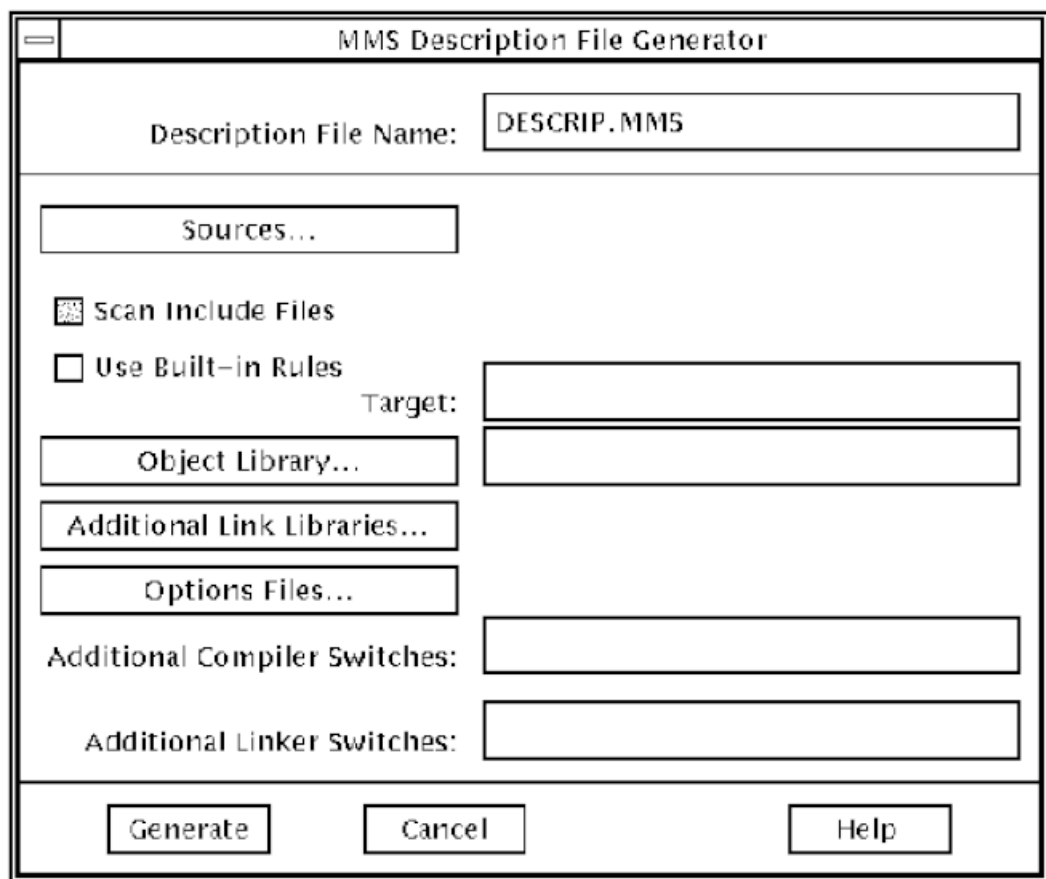 MMS Description File Generator
Description File Name: DESCRIP.MMS
Sources...
Scan Include Files
Use Built-in Rules
Target:
Object Library...
Additional Link Libraries...
Options Files...
Additional Compiler Switches:
Additional Linker Switches:
Generate Cancel Help